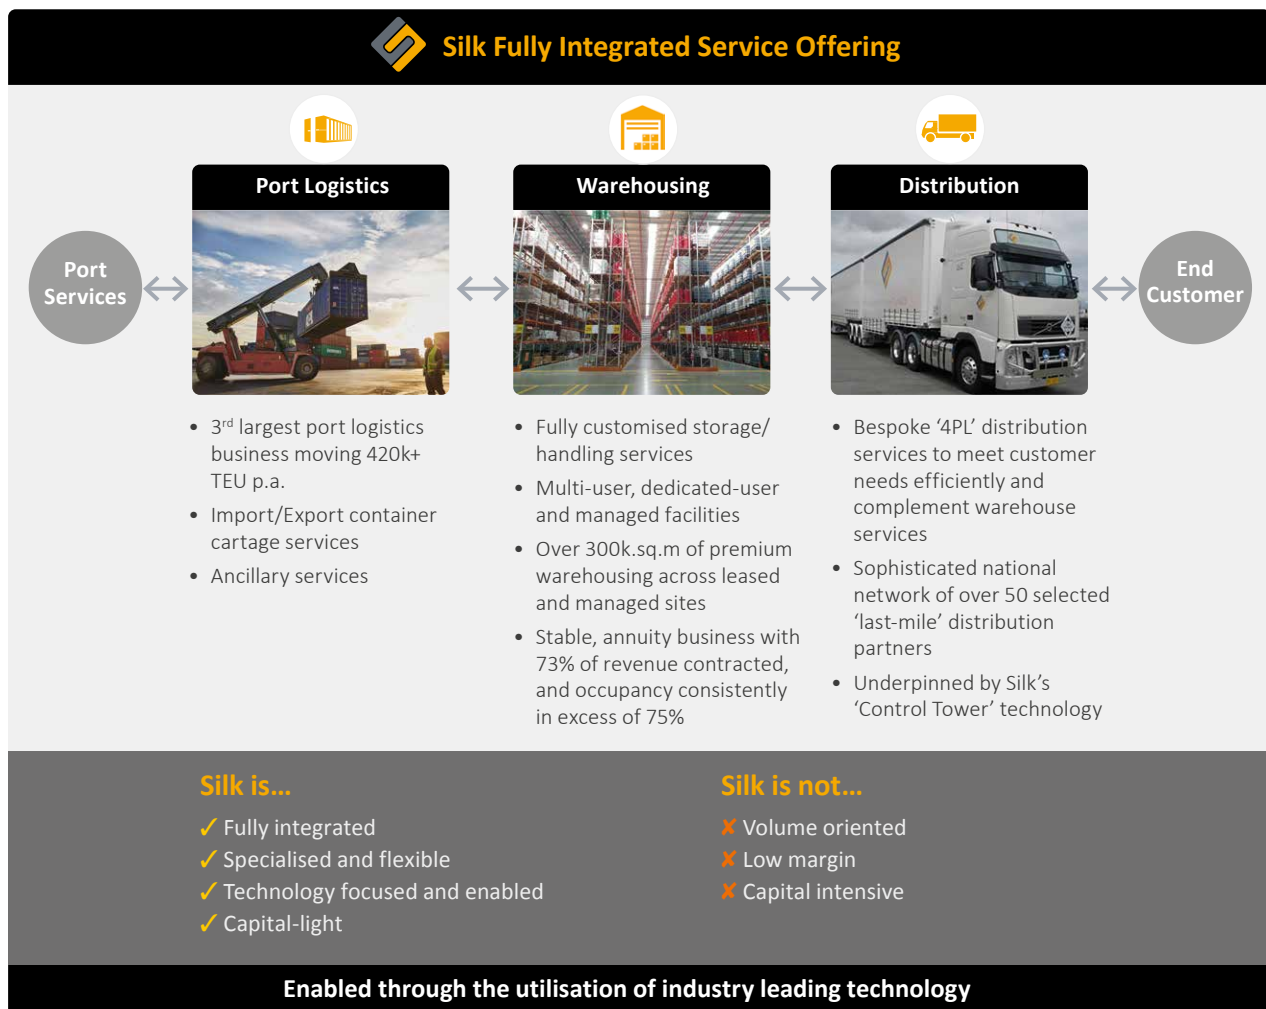 Silk Fully Integrated Service Offering
Port Logistics
Warehousing
Distribution
Port
Services
End
Customer
• 3rd largest port logistics
business moving 420k+
TEU p.a.
• Import/Export container
cartage services
• Ancillary services
• Fully customised storage/
handling services
• Multi-user, dedicated-user
and managed facilities
• Over 300k.sq.m of premium
warehousing across leased
and managed sites
• Stable, annuity business with
73% of revenue contracted,
and occupancy consistently
in excess of 75%
• Bespoke ‘4PL’ distribution
services to meet customer
needs efficiently and
complement warehouse
services
• Sophisticated national
network of over 50 selected
‘last-mile’ distribution
partners
• Underpinned by Silk’s
‘Control Tower’ technology
Silk is...
✓ Fully integrated
✓ Specialised and flexible
✓ Technology focused and enabled
✓ Capital-light
Silk is not...
✘ Volume oriented
✘ Low margin
✘ Capital intensive
Enabled through the utilisation of industry leading technology